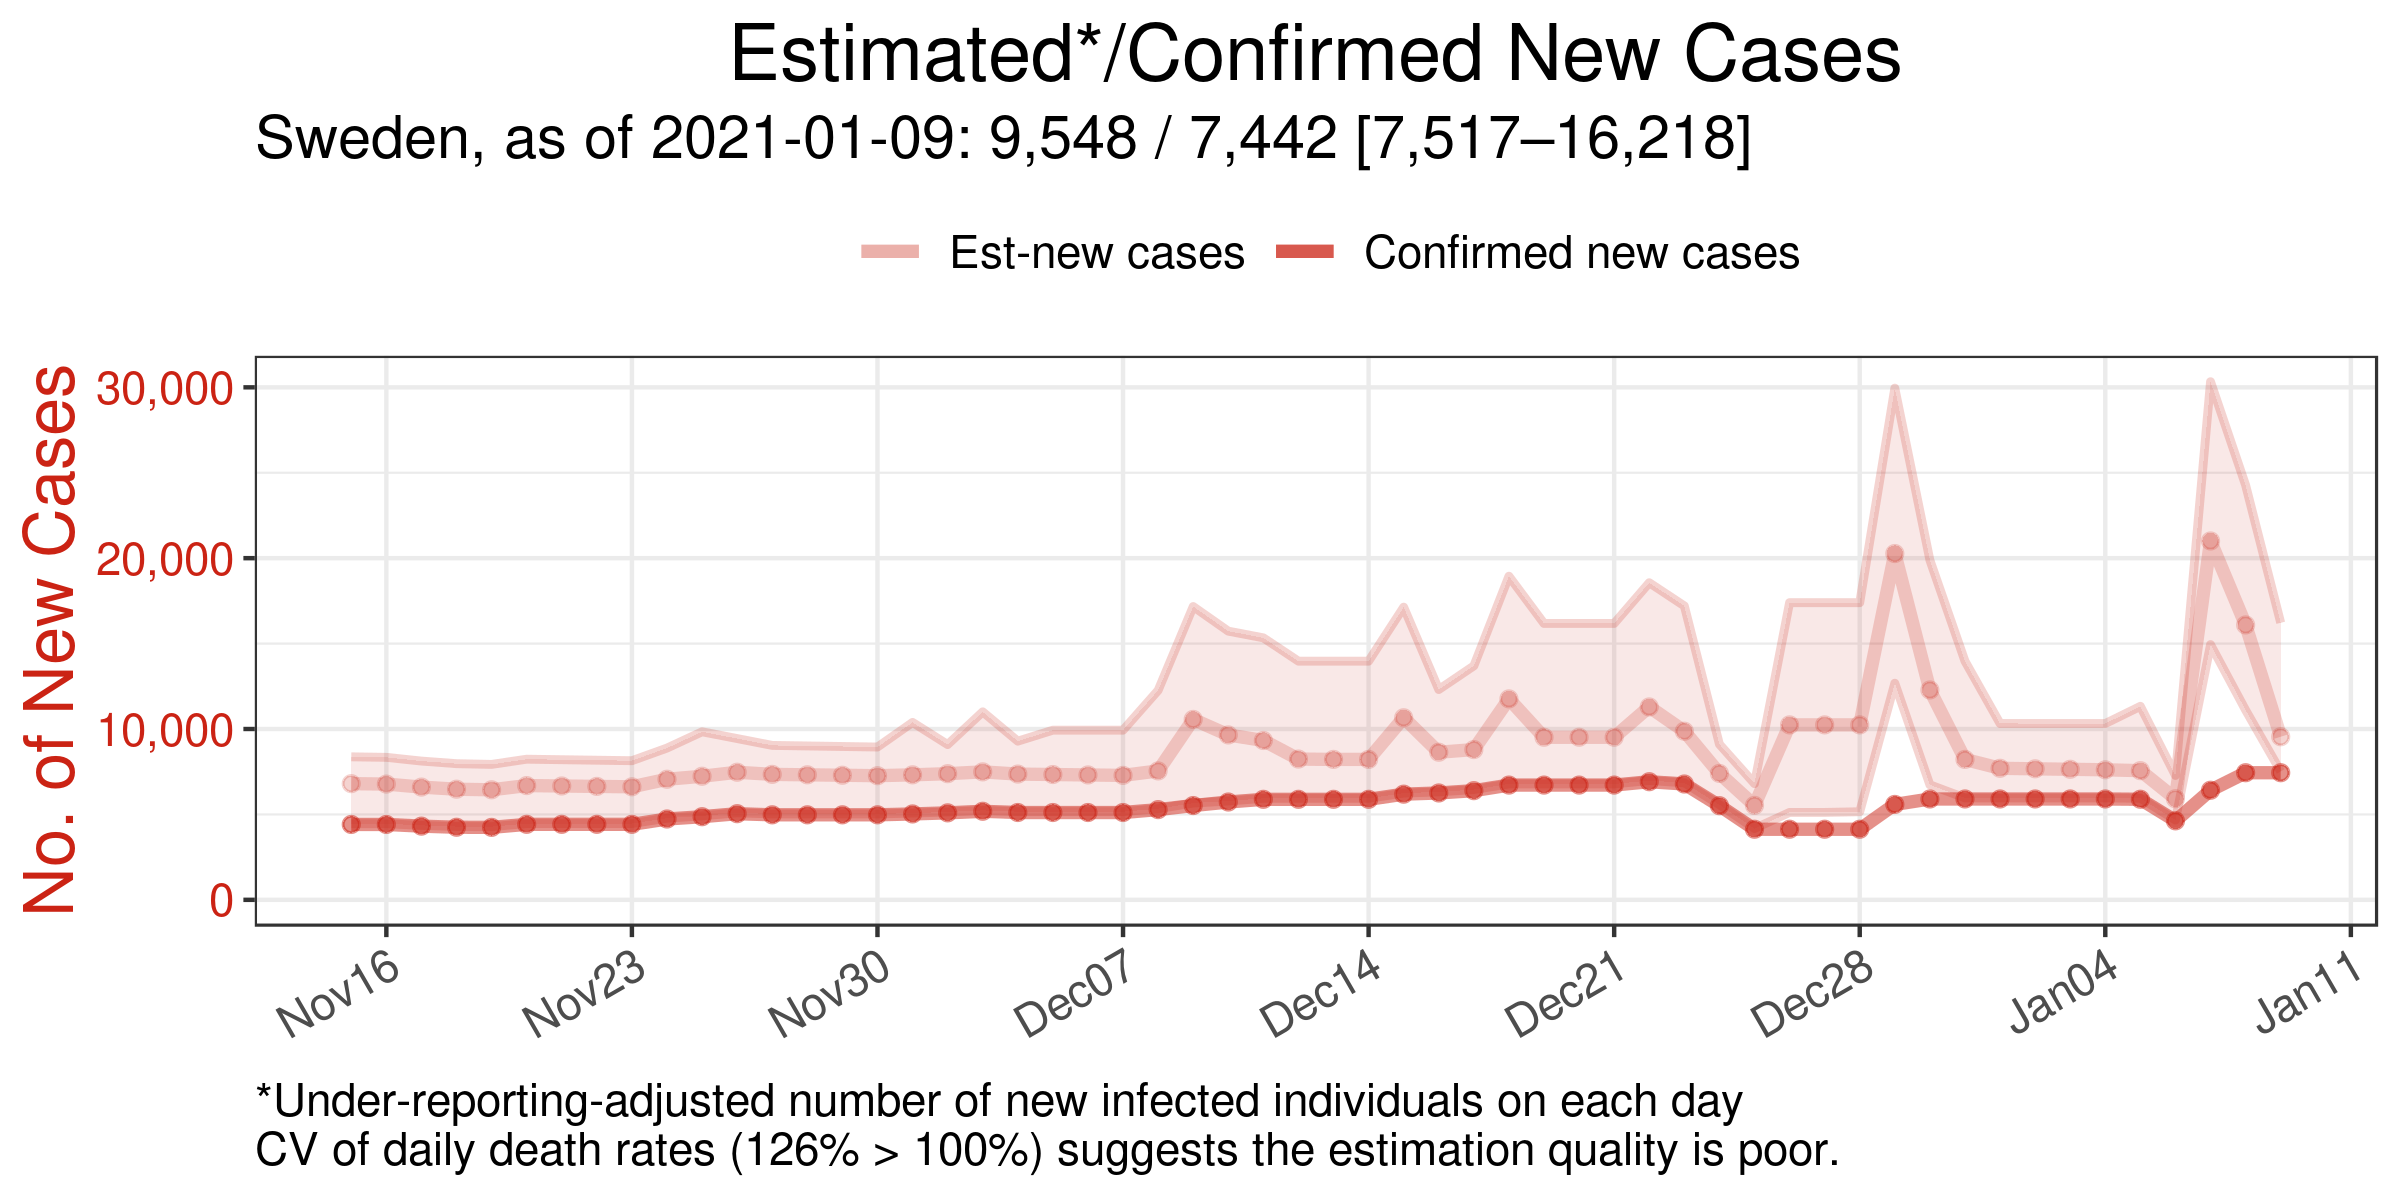 Estimated*/Confirmed New Cases
Sweden, as of 2021-01-09: 9,548 / 7,442 [7,517–16,218]
Est-new cases
Confirmed new cases
No. of New Cases
30,000
20,000
10,000
0
Nov16
Nov23
Nov30
Dec07
Dec14
Dec21
Dec28
Jan04
Jan11
*Under-reporting-adjusted number of new infected individuals on each day
CV of daily death rates (126% > 100%) suggests the estimation quality is poor.